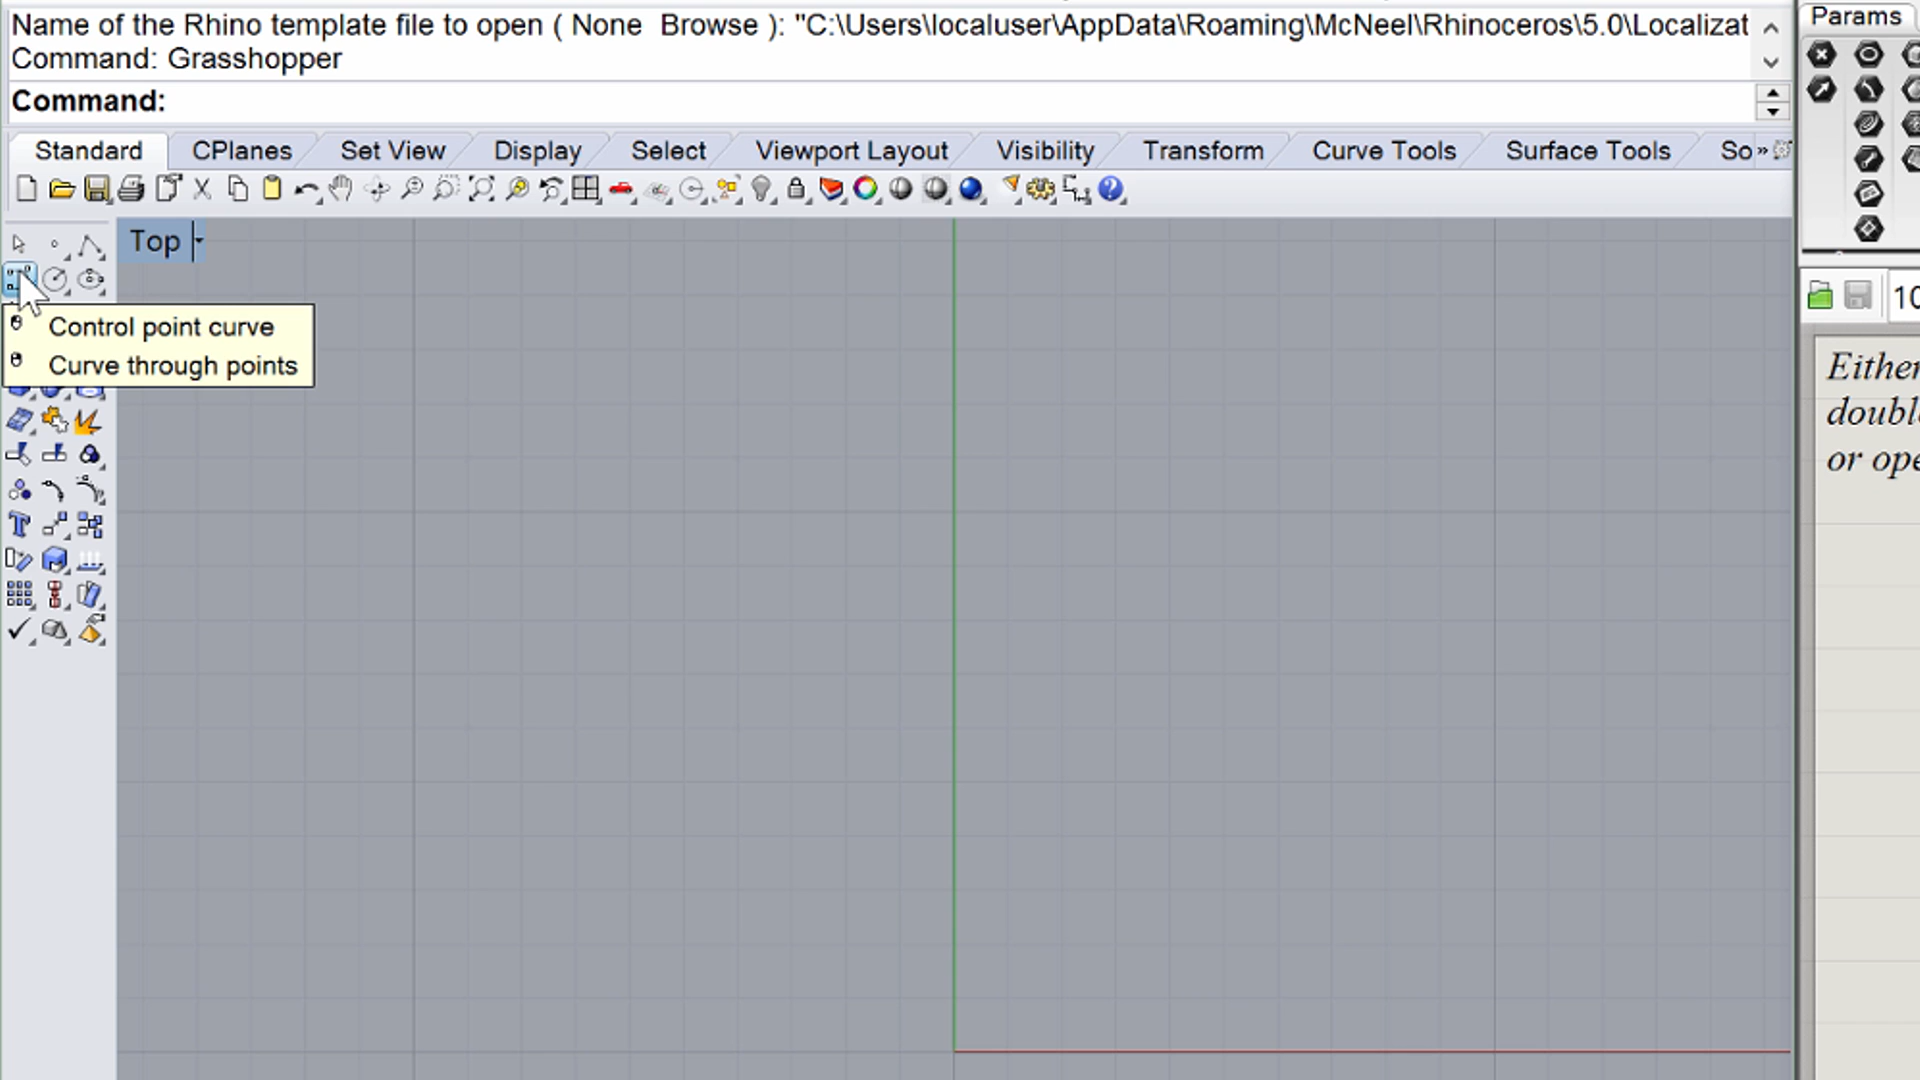 Name of the Rhino template file to open ( None  Browse ): "C:\Users\localuser\AppData\Roaming\McNeel\Rhinoceros\5.0\Localizat
Command: Grasshopper
Command:
Standard CPlanes Set View Display Select Viewport Layout Visibility Transform Curve Tools Surface Tools So »
Top
Control point curve
Curve through points
Params
10
Either
doubl
or ope